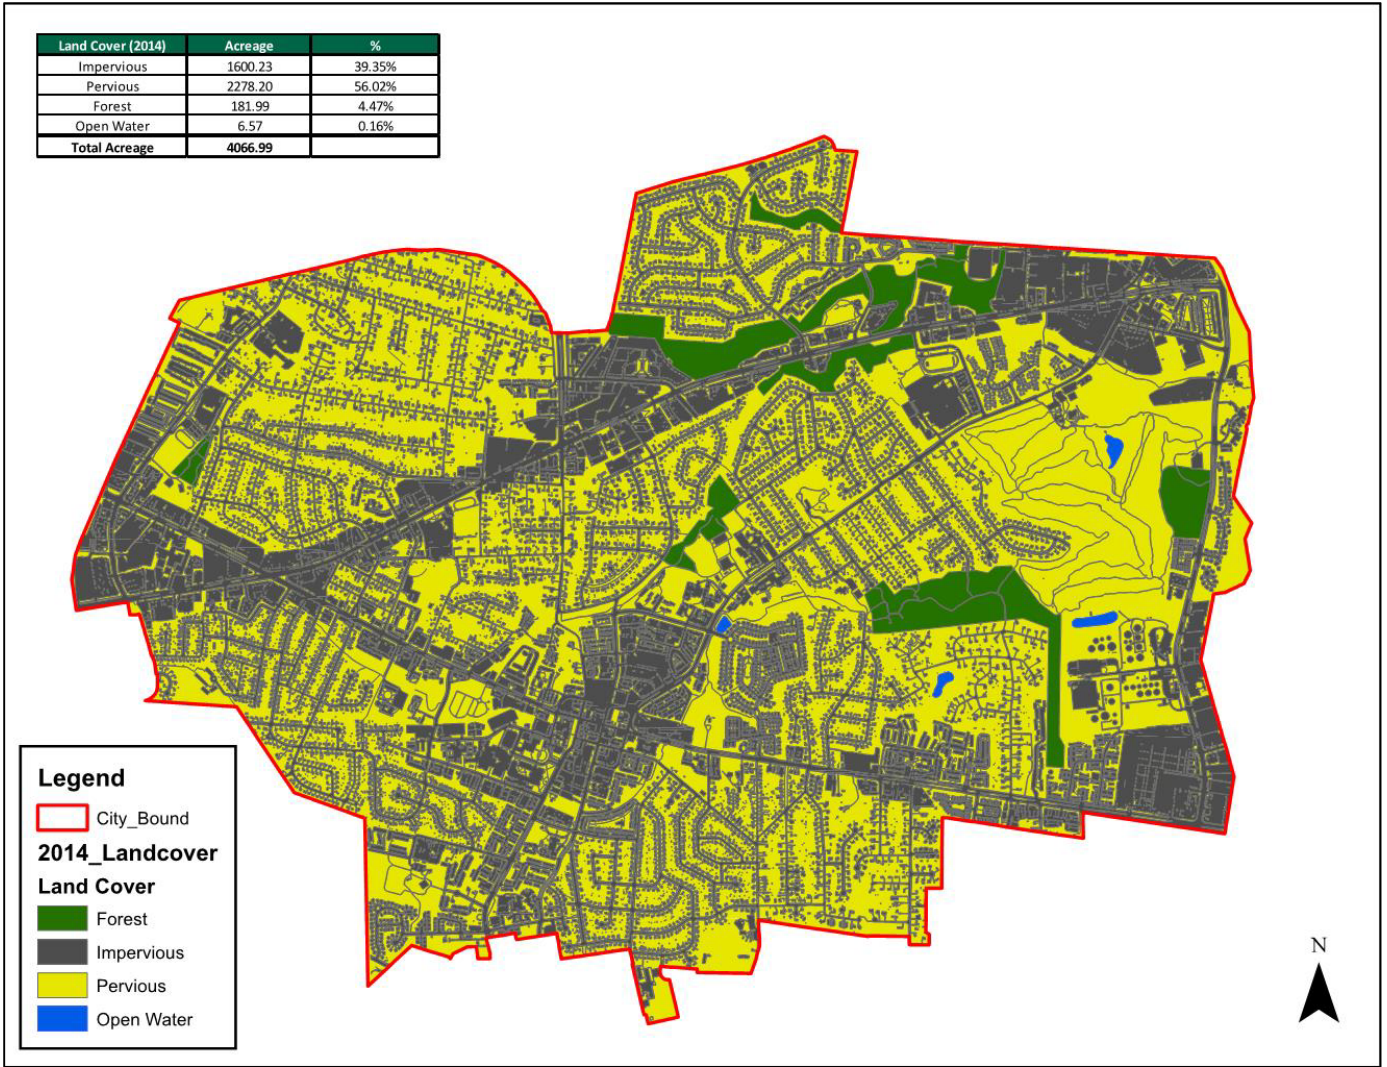 Land Cover (2014) Acreage %
Impervious 1600.23 39.35%
Pervious 2278.20 56.02%
Forest 181.99 4.47%
Open Water 6.57 0.16%
Total Acreage 4066.99
Legend
City_Bound
2014_Landcover
Land Cover
Forest
Impervious
Pervious
Open Water
N